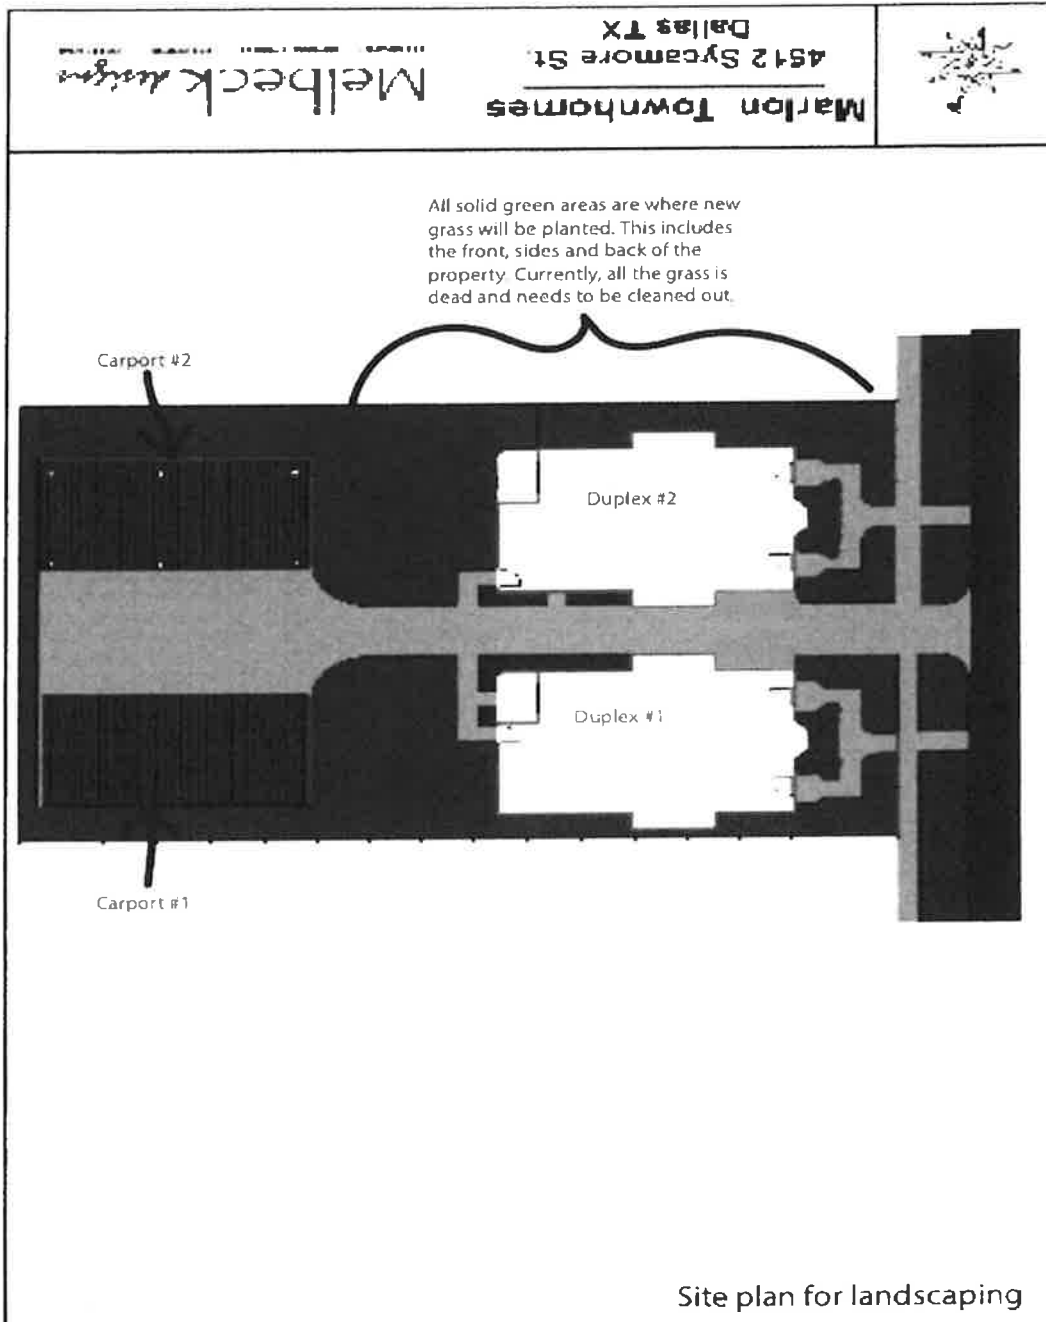 Marlon Townhomes
4512 Sycamore St.
Dallas TX
Melbeck designs
All solid green areas are where new
grass will be planted. This includes
the front, sides and back of the
property. Currently, all the grass is
dead and needs to be cleaned out.
Carport #2
Duplex #2
Duplex #1
Carport #1
Site plan for landscaping